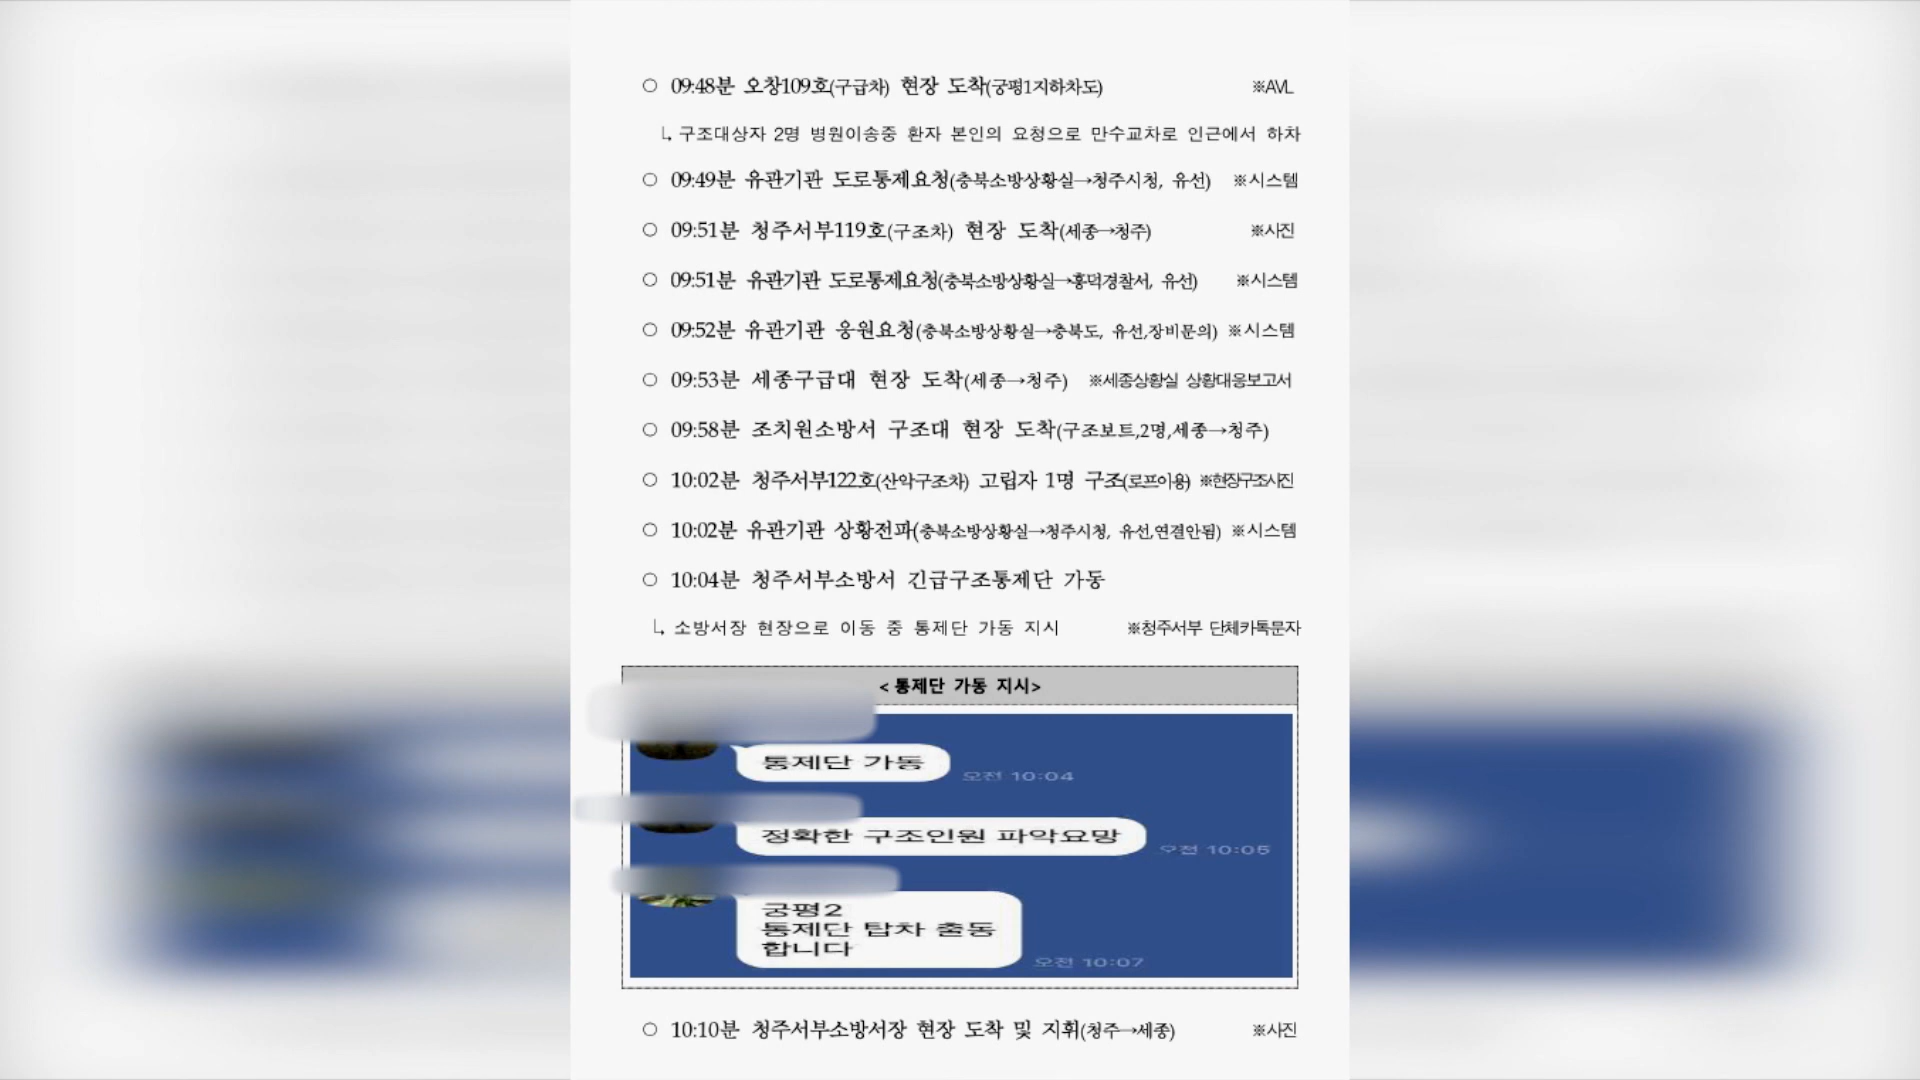 ○ 09:48분 오창109호(구급차) 현장 도착(궁평1지하차도) ※AVL
↳ 구조대상자 2명 병원이송중 환자 본인의 요청으로 만수교차로 인근에서 하차
○ 09:49분 유관기관 도로통제요청(충북소방상황실→청주시청, 유선) ※시스템
○ 09:51분 청주서부119호(구조차) 현장 도착(세종→청주) ※사진
○ 09:51분 유관기관 도로통제요청(충북소방상황실→흥덕경찰서, 유선) ※시스템
○ 09:52분 유관기관 응원요청(충북소방상황실→충북도, 유선,장비문의) ※시스템
○ 09:53분 세종구급대 현장 도착(세종→청주) ※세종상황실 상황대응보고서
○ 09:58분 조치원소방서 구조대 현장 도착(구조보트,2명,세종→청주)
○ 10:02분 청주서부122호(산악구조차) 고립자 1명 구조(로프이용) ※현장구조사진
○ 10:02분 유관기관 상황전파(충북소방상황실→청주시청, 유선,연결안됨) ※시스템
○ 10:04분 청주서부소방서 긴급구조통제단 가동
↳ 소방서장 현장으로 이동 중 통제단 가동 지시 ※청주서부 단체카톡문자
< 통제단 가동 지시>
통제단 가동 오전 10:04
정확한 구조인원 파악요망 오전 10:05
궁평2
통제단 탑차 출동
합니다 오전 10:07
○ 10:10분 청주서부소방서장 현장 도착 및 지휘(청주→세종) ※사진